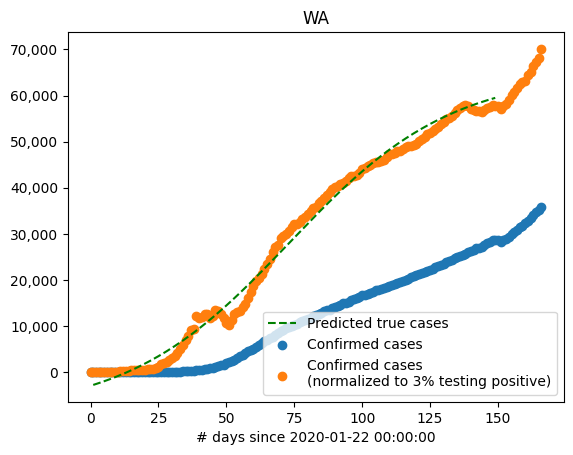 WA
70,000
60,000
50,000
40,000
30,000
20,000
10,000
0
Predicted true cases
Confirmed cases
Confirmed cases
(normalized to 3% testing positive)
0 25 50 75 100 125 150
# days since 2020-01-22 00:00:00